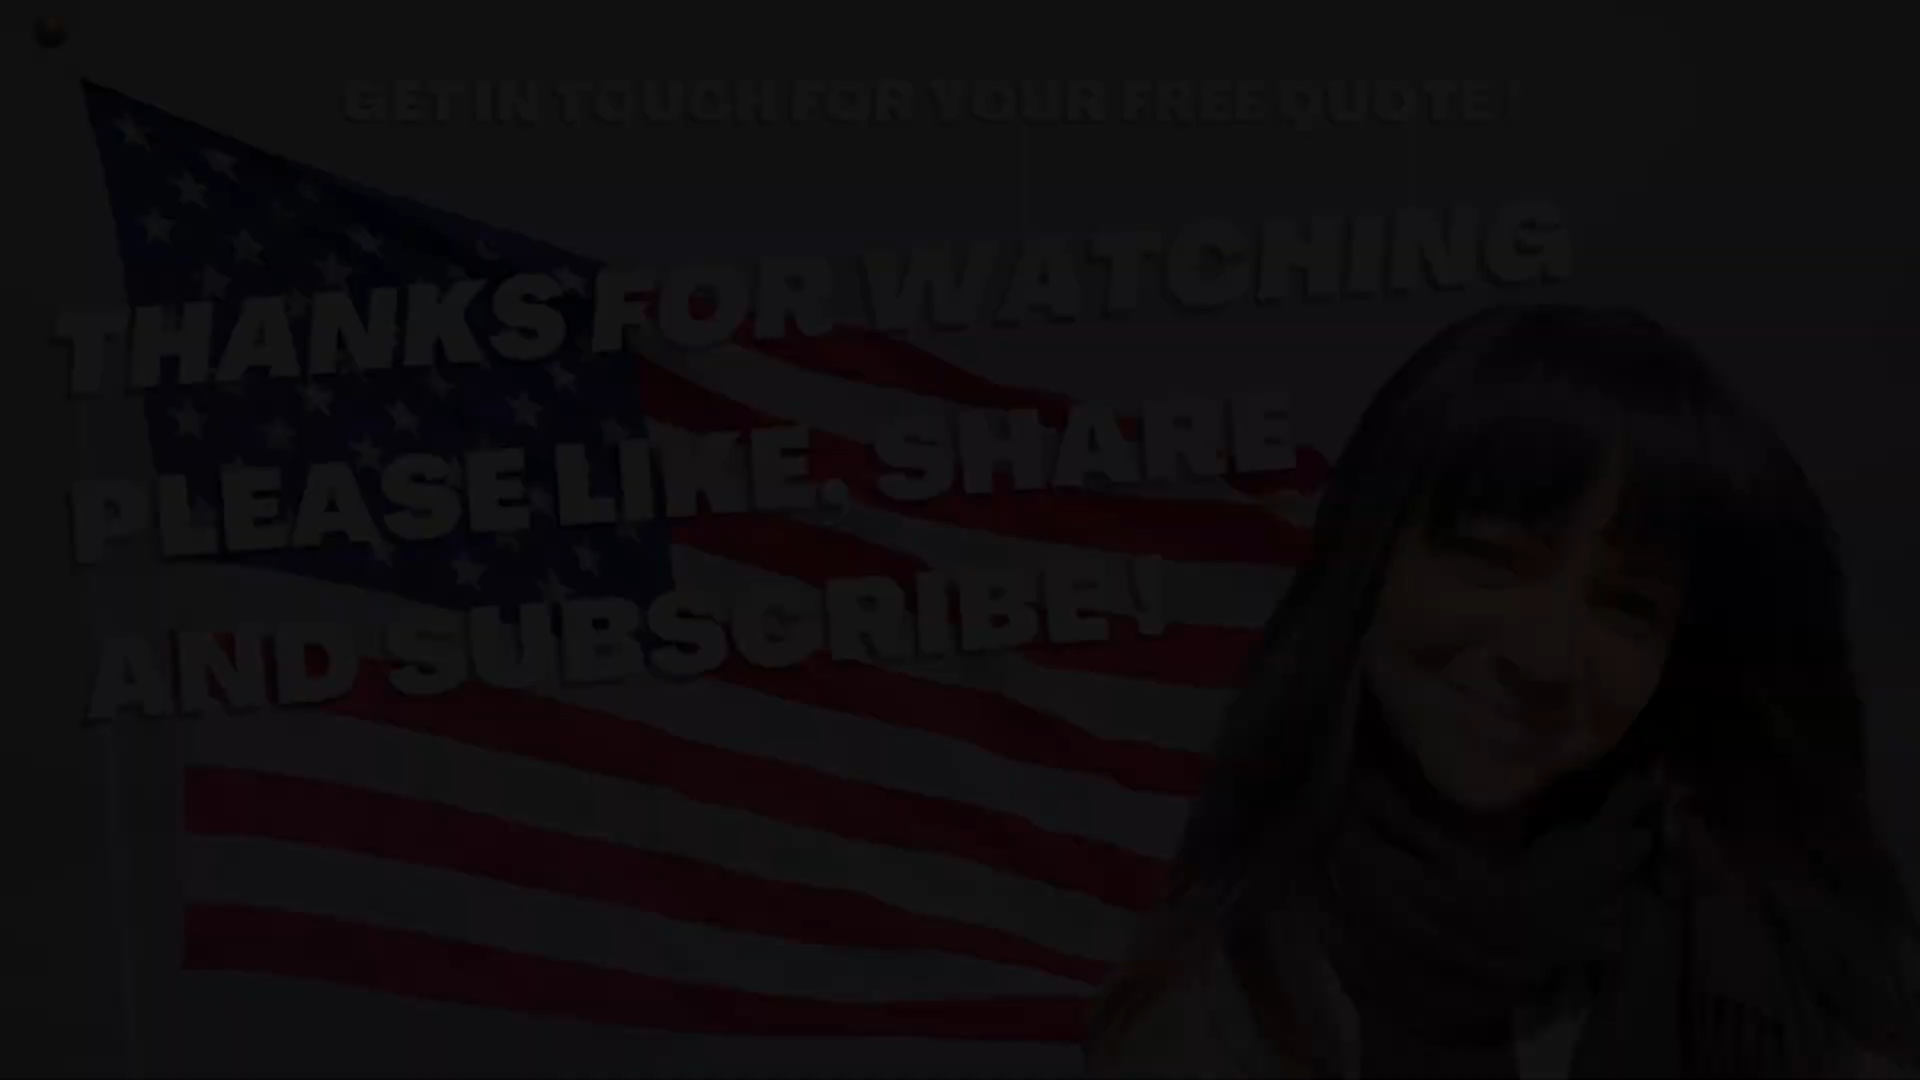 GET IN TOUCH FOR YOUR FREE QUOTE!
THANKS FOR WATCHING
PLEASE LIKE, SHARE,
AND SUBSCRIBE!